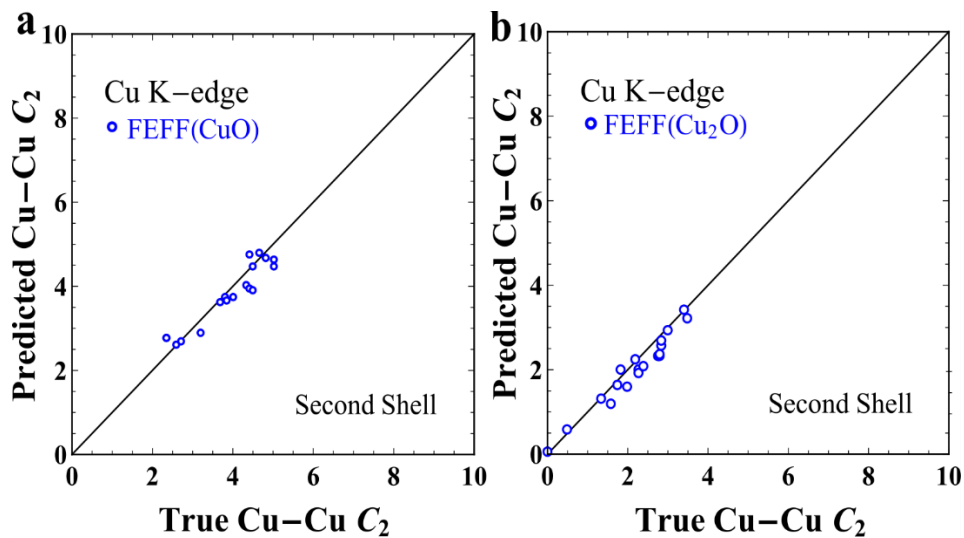 a
Predicted Cu−Cu C₂
10
8
6
4
2
0
Cu K−edge
FEFF(CuO)
Second Shell
0 2 4 6 8 10
True Cu−Cu C₂
b
Predicted Cu−Cu C₂
10
8
6
4
2
0
Cu K−edge
FEFF(Cu₂O)
Second Shell
0 2 4 6 8 10
True Cu−Cu C₂